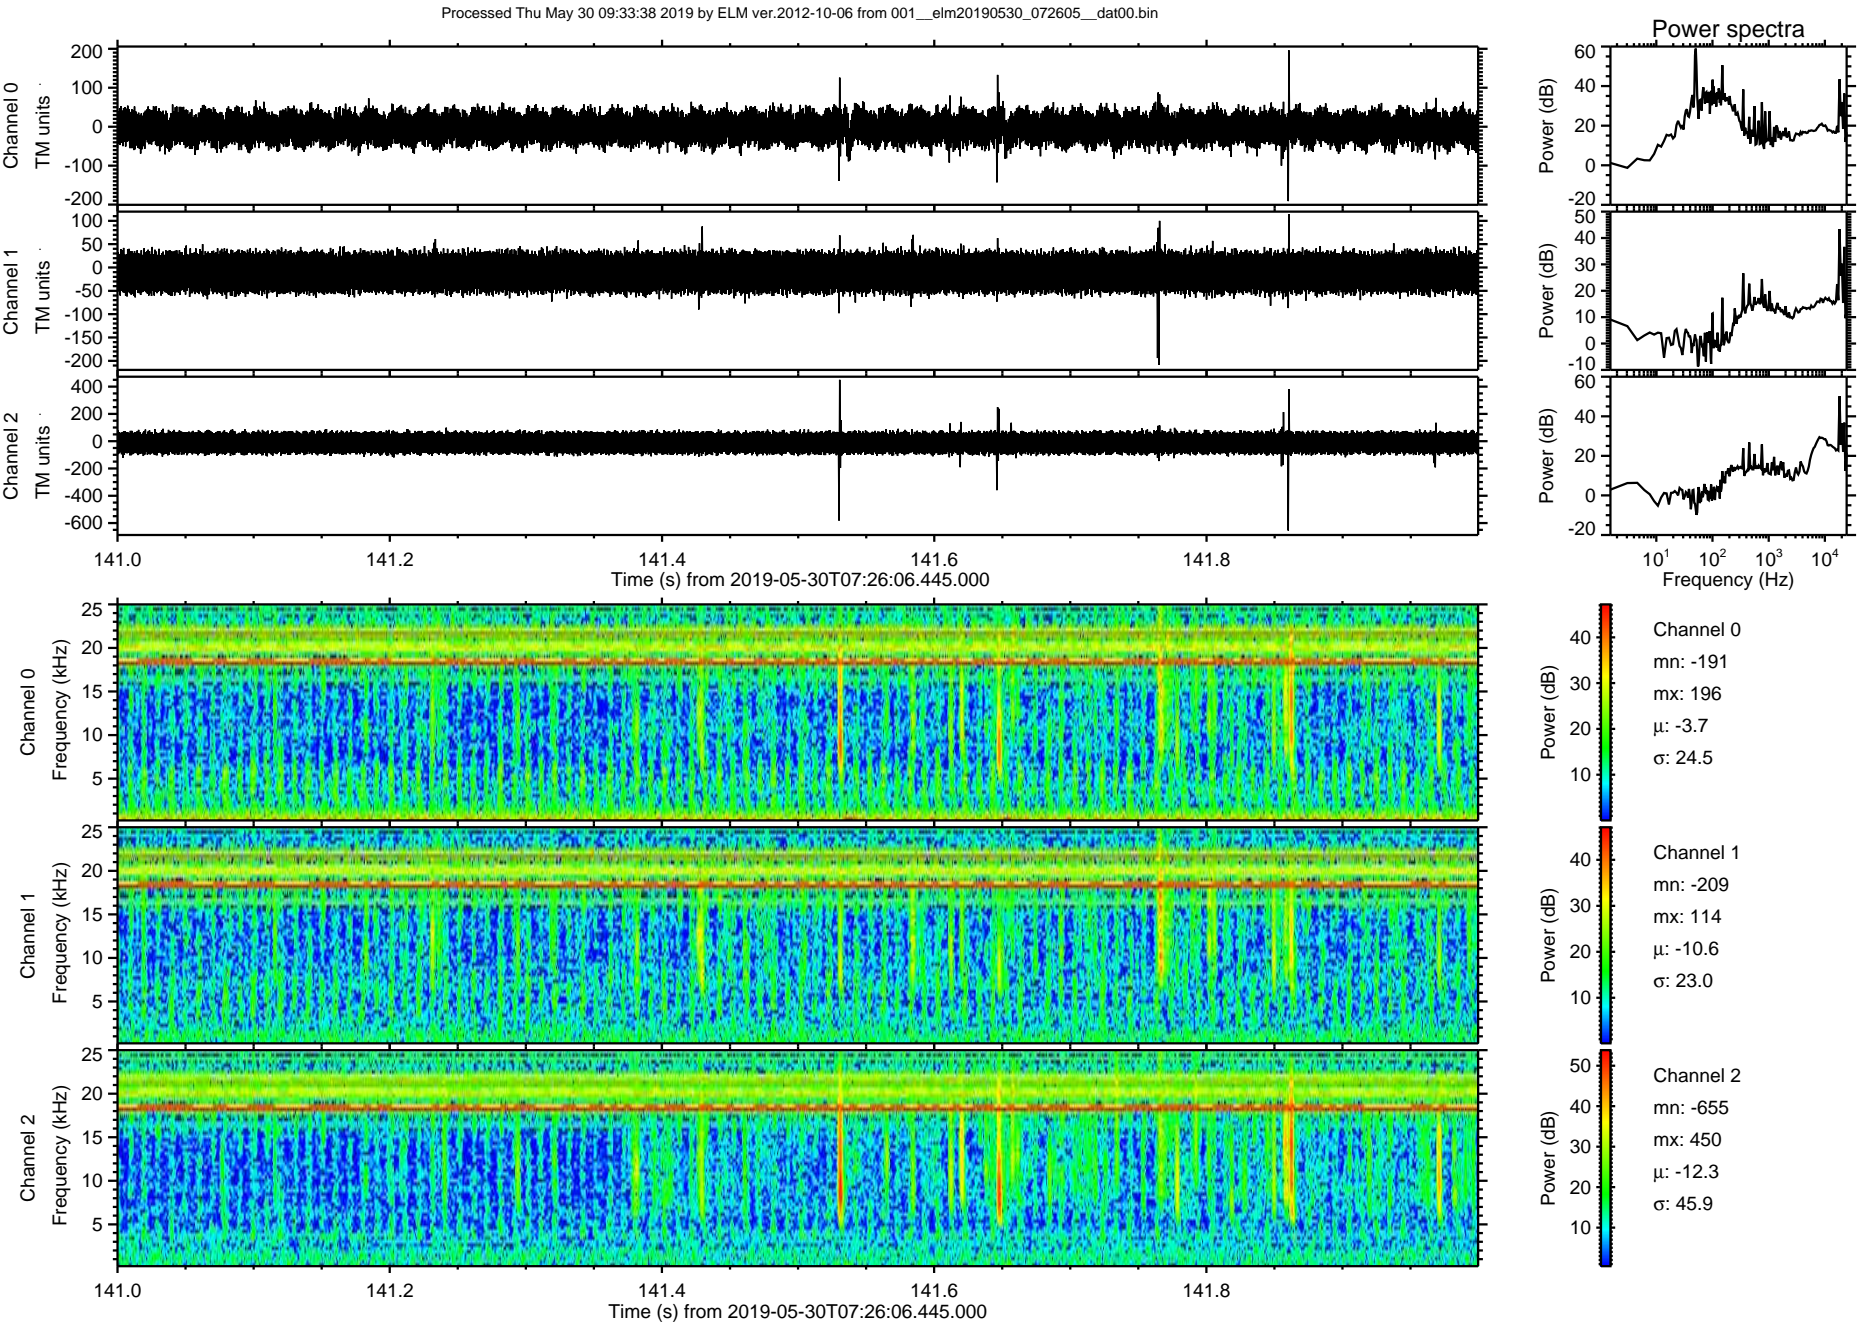 Processed Thu May 30 09:33:38 2019 by ELM ver.2012-10-06 from 001__elm20190530_072605__dat00.bin
Power spectra
Channel 0
TM units
200
100
0
-100
-200
Power (dB)
60
40
20
0
-20
Channel 1
TM units
100
50
0
-50
-100
-150
-200
Power (dB)
50
40
30
20
10
0
-10
Channel 2
TM units
400
200
0
-200
-400
-600
Power (dB)
60
40
20
0
-20
141.0 141.2 141.4 141.6 141.8
Time (s) from 2019-05-30T07:26:06.445.000
10¹ 10² 10³ 10⁴
Frequency (Hz)
Channel 0
Frequency (kHz)
25
20
15
10
5
Power (dB)
40
30
20
10
Channel 0
mn: -191
mx: 196
μ: -3.7
σ: 24.5
Channel 1
Frequency (kHz)
25
20
15
10
5
Power (dB)
40
30
20
10
Channel 1
mn: -209
mx: 114
μ: -10.6
σ: 23.0
Channel 2
Frequency (kHz)
25
20
15
10
5
Power (dB)
50
40
30
20
10
Channel 2
mn: -655
mx: 450
μ: -12.3
σ: 45.9
141.0 141.2 141.4 141.6 141.8
Time (s) from 2019-05-30T07:26:06.445.000